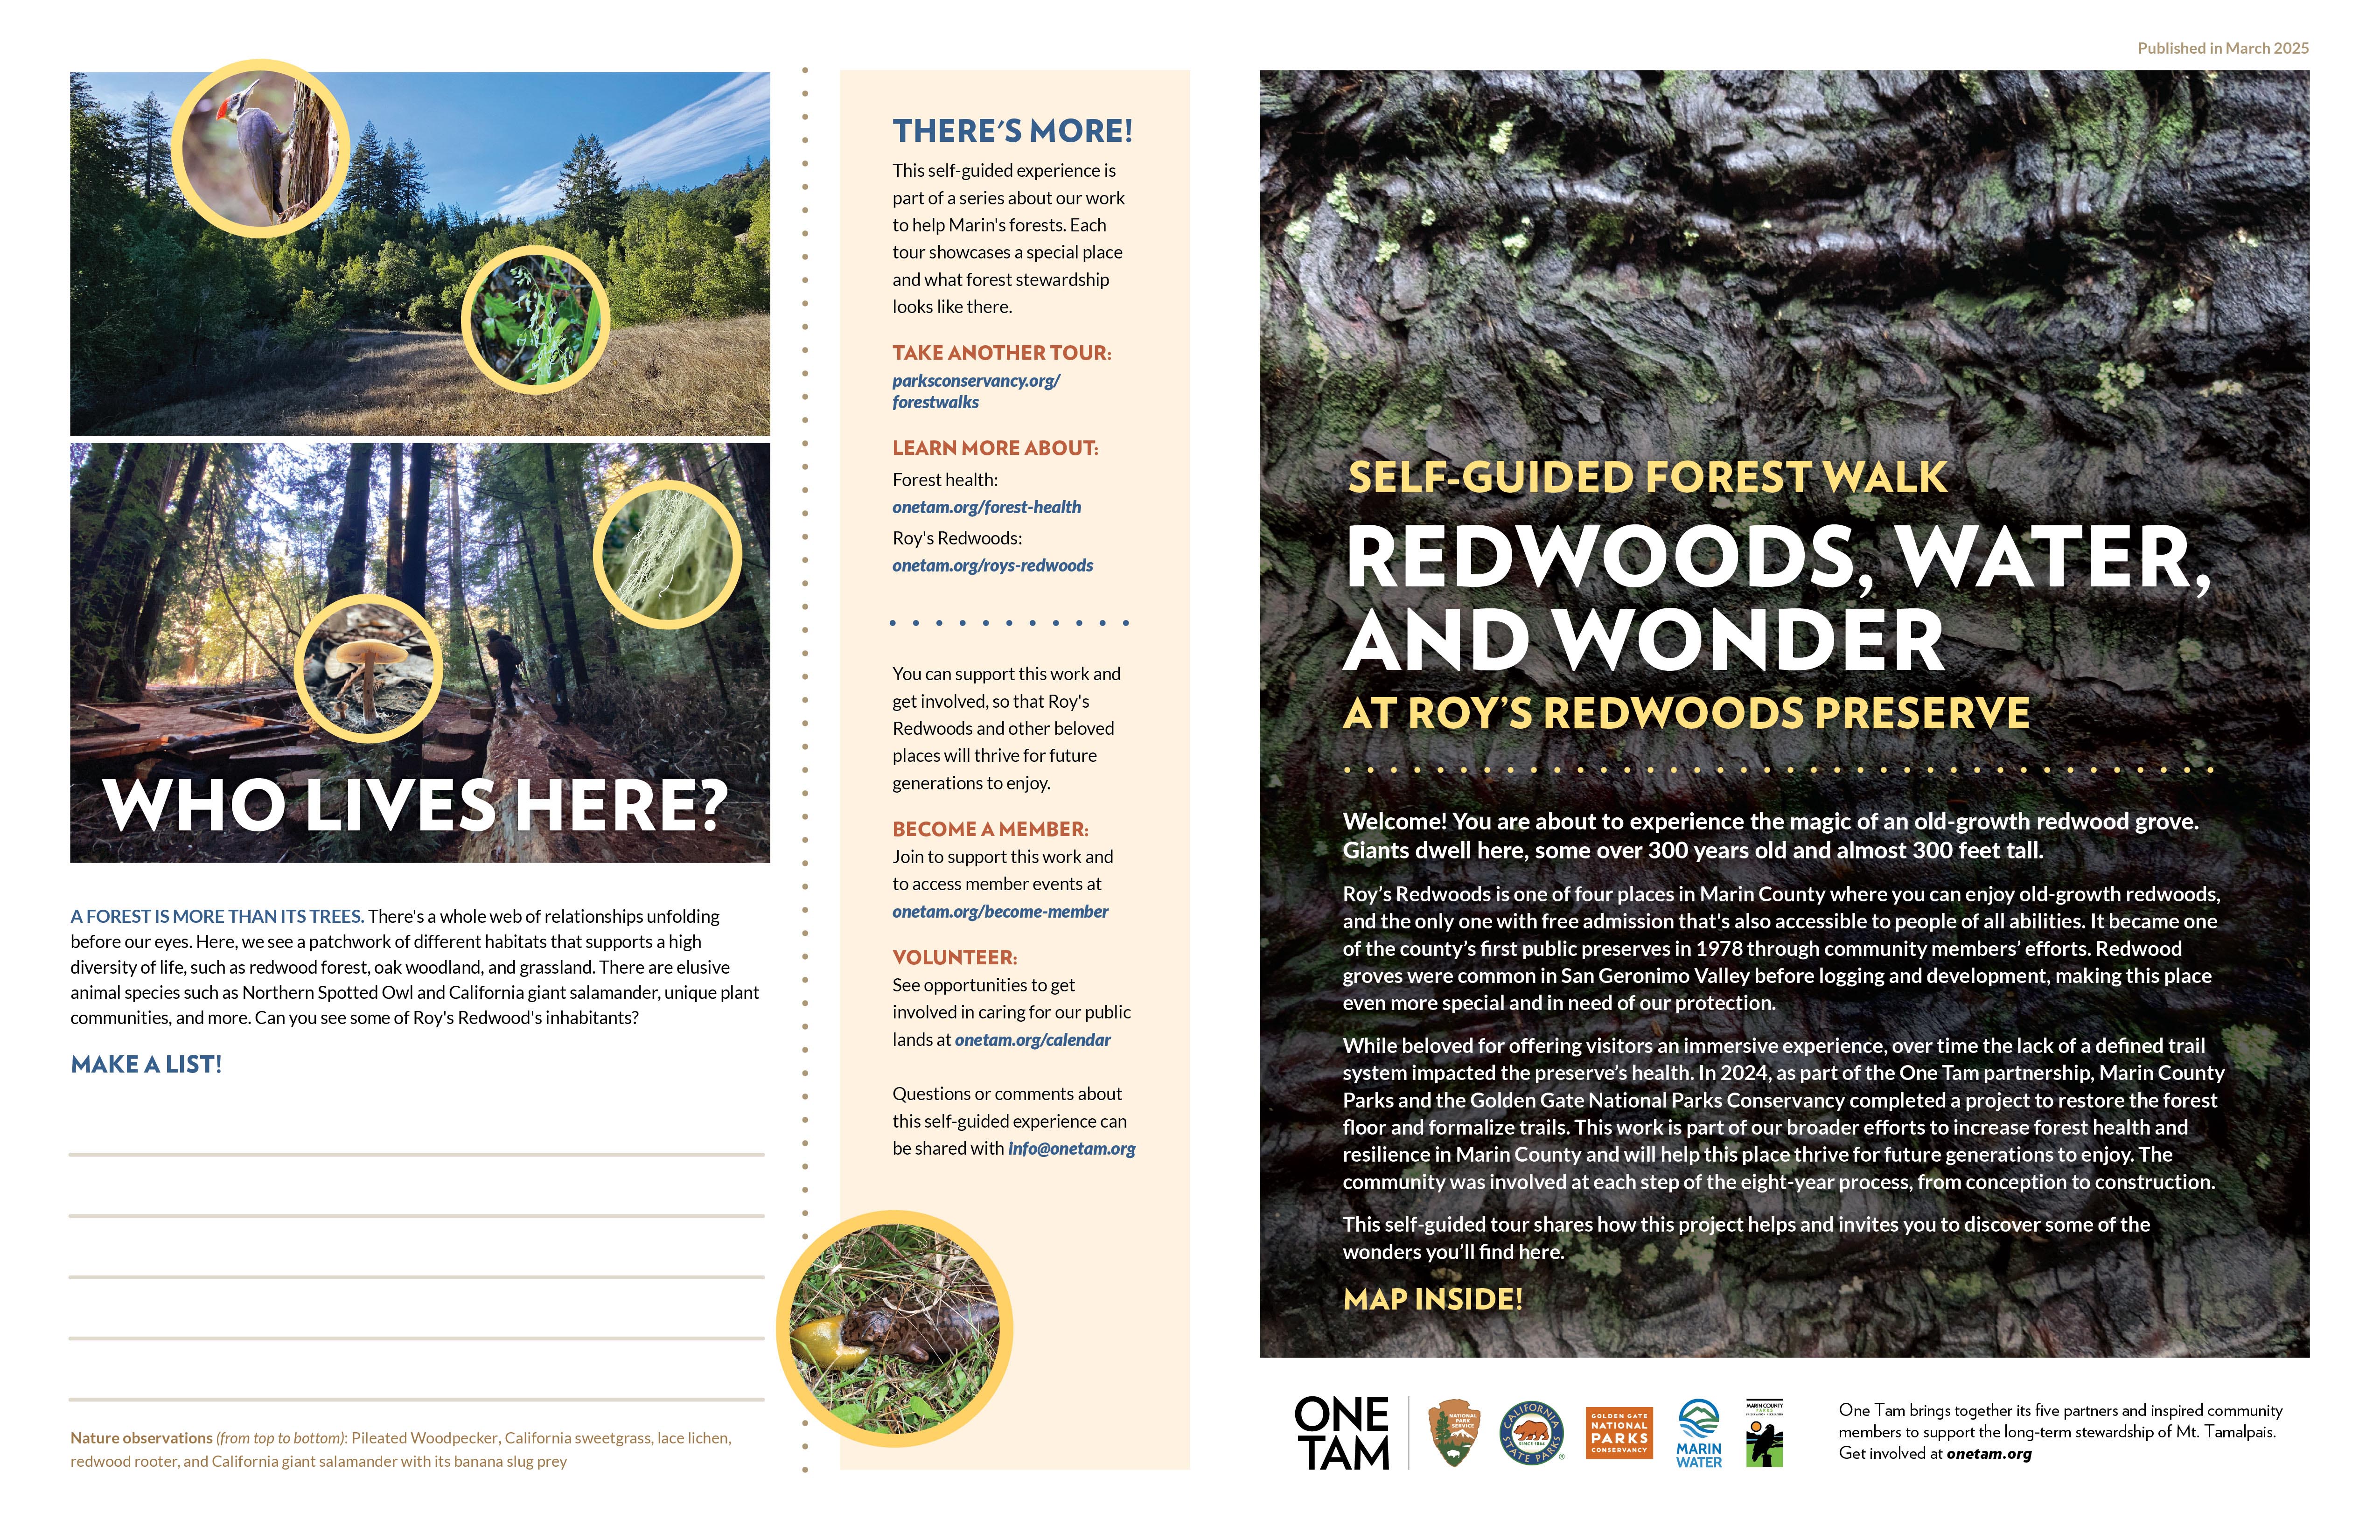 Published in March 2025
WHO LIVES HERE?
A FOREST IS MORE THAN ITS TREES. There's a whole web of relationships unfolding
before our eyes. Here, we see a patchwork of different habitats that supports a high
diversity of life, such as redwood forest, oak woodland, and grassland. There are elusive
animal species such as Northern Spotted Owl and California giant salamander, unique plant
communities, and more. Can you see some of Roy's Redwood's inhabitants?
MAKE A LIST!
Nature observations (from top to bottom): Pileated Woodpecker, California sweetgrass, lace lichen,
redwood rooter, and California giant salamander with its banana slug prey
THERE'S MORE!
This self-guided experience is
part of a series about our work
to help Marin's forests. Each
tour showcases a special place
and what forest stewardship
looks like there.
TAKE ANOTHER TOUR:
parksconservancy.org/
forestwalks
LEARN MORE ABOUT:
Forest health:
onetam.org/forest-health
Roy's Redwoods:
onetam.org/roys-redwoods
You can support this work and
get involved, so that Roy's
Redwoods and other beloved
places will thrive for future
generations to enjoy.
BECOME A MEMBER:
Join to support this work and
to access member events at
onetam.org/become-member
VOLUNTEER:
See opportunities to get
involved in caring for our public
lands at onetam.org/calendar
Questions or comments about
this self-guided experience can
be shared with info@onetam.org
SELF-GUIDED FOREST WALK
REDWOODS, WATER,
AND WONDER
AT ROY'S REDWOODS PRESERVE
Welcome! You are about to experience the magic of an old-growth redwood grove.
Giants dwell here, some over 300 years old and almost 300 feet tall.
Roy's Redwoods is one of four places in Marin County where you can enjoy old-growth redwoods,
and the only one with free admission that's also accessible to people of all abilities. It became one
of the county's first public preserves in 1978 through community members' efforts. Redwood
groves were common in San Geronimo Valley before logging and development, making this place
even more special and in need of our protection.
While beloved for offering visitors an immersive experience, over time the lack of a defined trail
system impacted the preserve's health. In 2024, as part of the One Tam partnership, Marin County
Parks and the Golden Gate National Parks Conservancy completed a project to restore the forest
floor and formalize trails. This work is part of our broader efforts to increase forest health and
resilience in Marin County and will help this place thrive for future generations to enjoy. The
community was involved at each step of the eight-year process, from conception to construction.
This self-guided tour shares how this project helps and invites you to discover some of the
wonders you'll find here.
MAP INSIDE!
ONE
TAM
NATIONAL
PARK
SERVICE
CALIFORNIA
SINCE 1864
STATE PARKS
GOLDEN GATE
NATIONAL
PARKS
CONSERVANCY
MARIN
WATER
MARIN COUNTY
PARKS
One Tam brings together its five partners and inspired community
members to support the long-term stewardship of Mt. Tamalpais.
Get involved at onetam.org